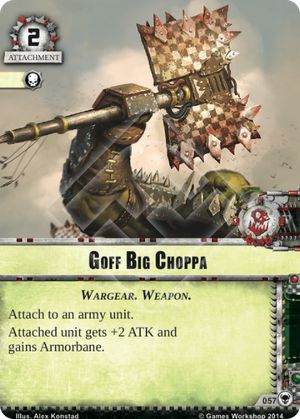 2
ATTACHMENT
GOFF BIG CHOPPA
WARGEAR. WEAPON.
Attach to an army unit.
Attached unit gets +2 ATK and
gains Armorbane.
057
Illus. Alex Konstad
© Games Workshop 2014